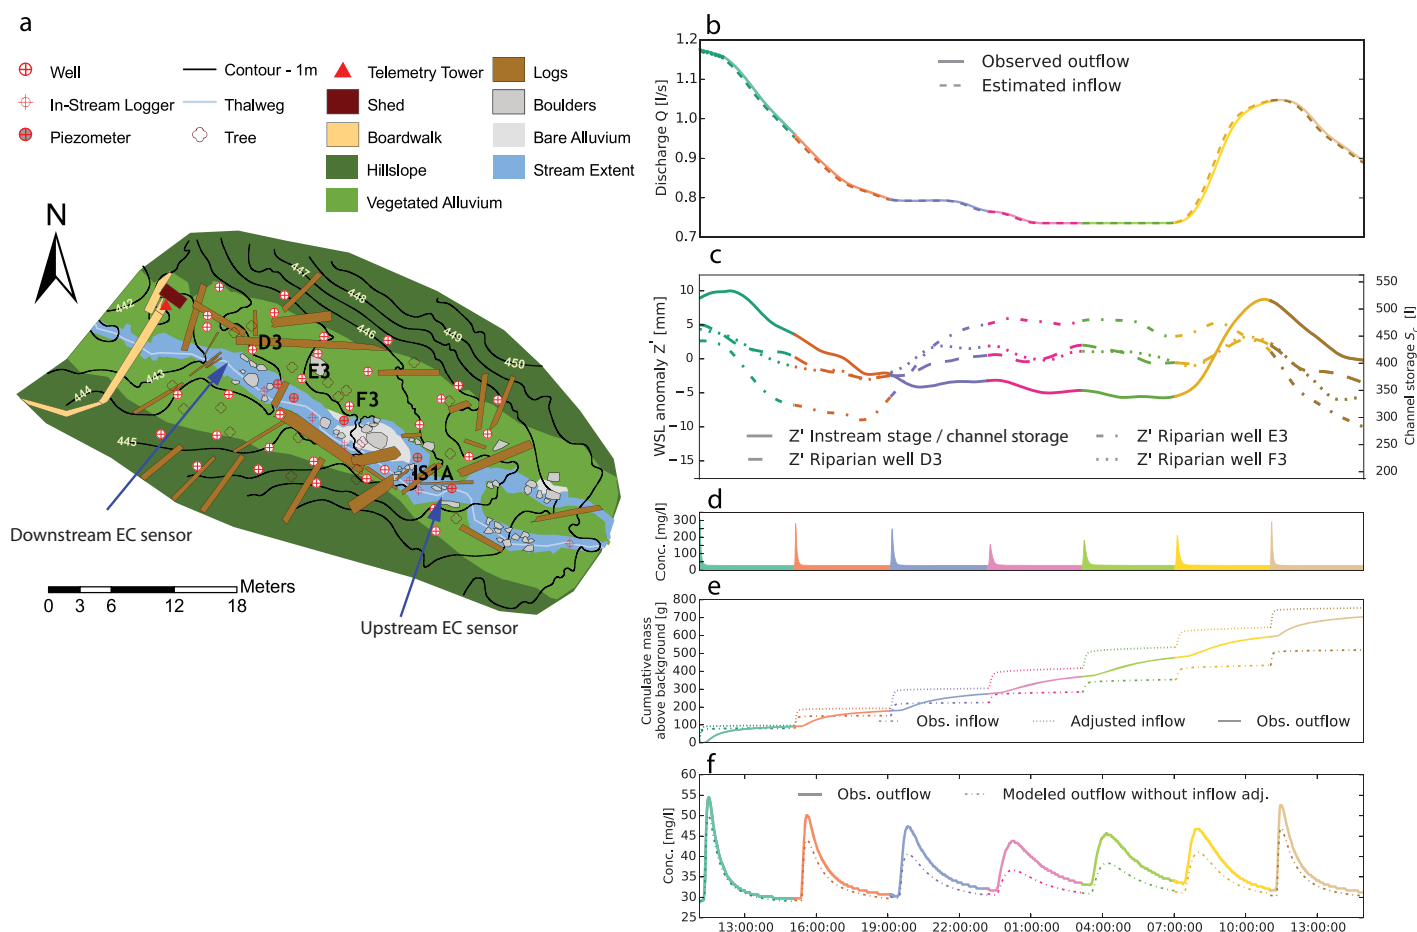 a
Well
In-Stream Logger
Piezometer
Contour - 1m
Thalweg
Tree
Telemetry Tower
Shed
Boardwalk
Hillslope
Vegetated Alluvium
Logs
Boulders
Bare Alluvium
Stream Extent
N
447
448
446
449
450
442
443
444
445
D3
E3
F3
IS1A
Downstream EC sensor
Upstream EC sensor
0 3 6 12 18 Meters
b
1.2
1.1
1.0
0.9
0.8
0.7
Discharge Q [l/s]
Observed outflow
Estimated inflow
c
10
5
0
−5
−10
−15
WSL anomaly Z' [mm]
550
500
450
400
350
300
250
200
Channel storage Sr [l]
Z' Instream stage / channel storage
Z' Riparian well D3
Z' Riparian well E3
Z' Riparian well F3
d
300
200
100
0
Conc. [mg/l]
e
800
700
600
500
400
300
200
100
0
Cumulative mass
above background [g]
Obs. inflow
Adjusted inflow
Obs. outflow
f
60
55
50
45
40
35
30
25
Conc. [mg/l]
Obs. outflow
Modeled outflow without inflow adj.
13:00:00 16:00:00 19:00:00 22:00:00 01:00:00 04:00:00 07:00:00 10:00:00 13:00:00